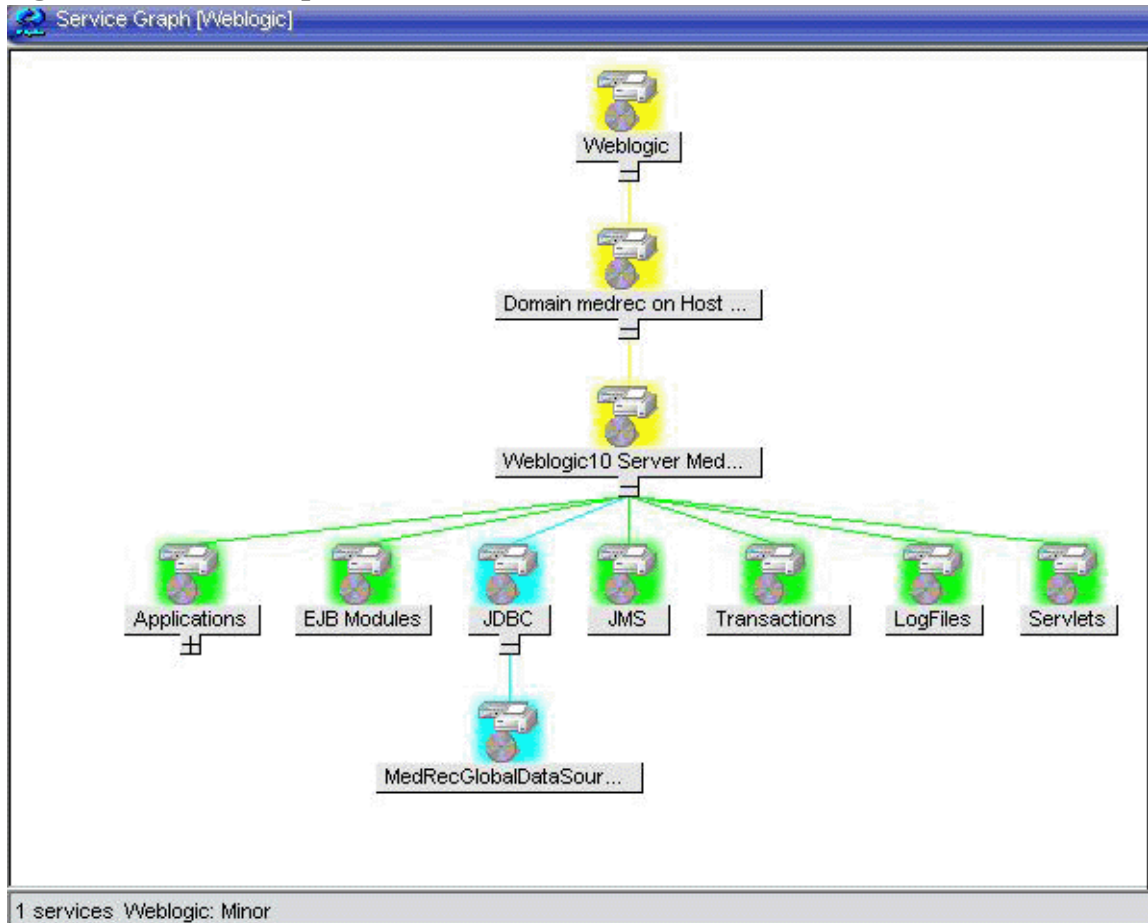 Service Graph [Weblogic]
Weblogic
Domain medrec on Host ...
Weblogic10 Server Med...
Applications
EJB Modules
JDBC
JMS
Transactions
LogFiles
Servlets
MedRecGlobalDataSour...
1 services Weblogic: Minor